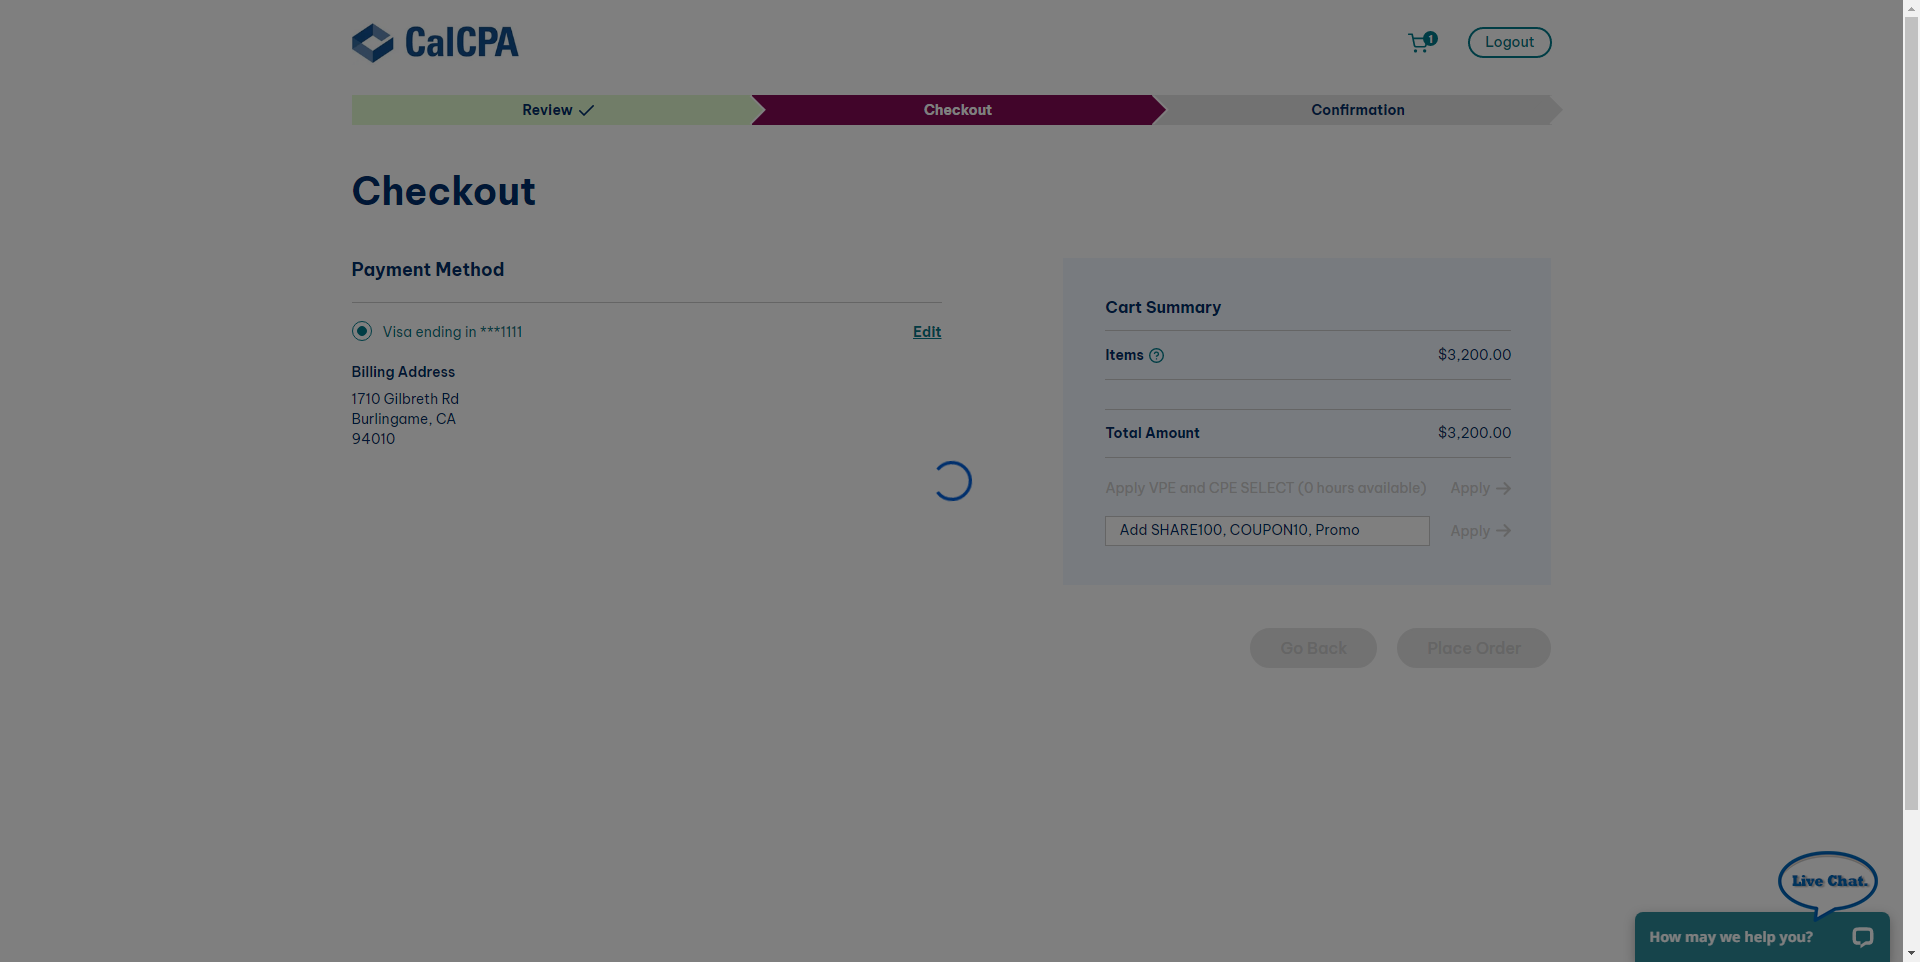 CalCPA
1
Logout
Review
Checkout
Confirmation
Checkout
Payment Method
Visa ending in ***1111
Edit
Billing Address
1710 Gilbreth Rd
Burlingame, CA
94010
Cart Summary
Items ?
$3,200.00
Total Amount
$3,200.00
Apply VPE and CPE SELECT (0 hours available)
Apply
Add SHARE100, COUPON10, Promo
Apply
Go Back
Place Order
Live Chat.
How may we help you?